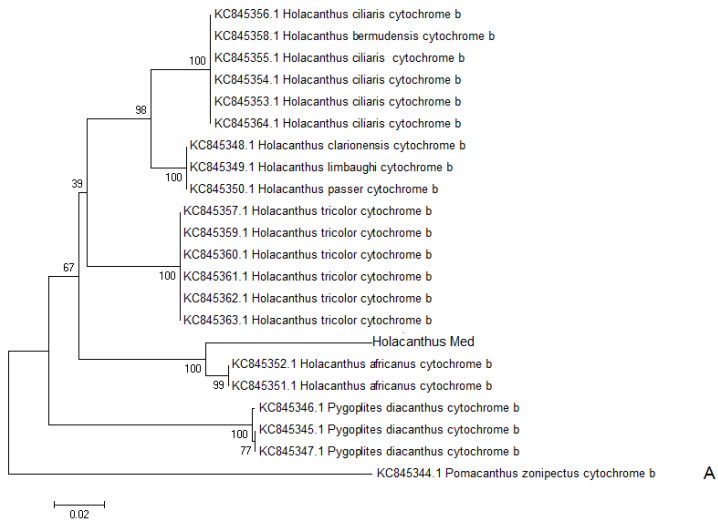 KC845356.1 Holacanthus ciliaris cytochrome b
KC845358.1 Holacanthus bermudensis cytochrome b
100
KC845355.1 Holacanthus ciliaris cytochrome b
KC845354.1 Holacanthus ciliaris cytochrome b
KC845353.1 Holacanthus ciliaris cytochrome b
98
KC845364.1 Holacanthus ciliaris cytochrome b
KC845348.1 Holacanthus clarionensis cytochrome b
KC845349.1 Holacanthus limbaughi cytochrome b
100
39
KC845350.1 Holacanthus passer cytochrome b
KC845357.1 Holacanthus tricolor cytochrome b
KC845359.1 Holacanthus tricolor cytochrome b
KC845360.1 Holacanthus tricolor cytochrome b
67
100
KC845361.1 Holacanthus tricolor cytochrome b
KC845362.1 Holacanthus tricolor cytochrome b
KC845363.1 Holacanthus tricolor cytochrome b
Holacanthus Med
100
KC845352.1 Holacanthus africanus cytochrome b
99
KC845351.1 Holacanthus africanus cytochrome b
KC845346.1 Pygoplites diacanthus cytochrome b
100
KC845345.1 Pygoplites diacanthus cytochrome b
77
KC845347.1 Pygoplites diacanthus cytochrome b
KC845344.1 Pomacanthus zonipectus cytochrome b
A
0.02